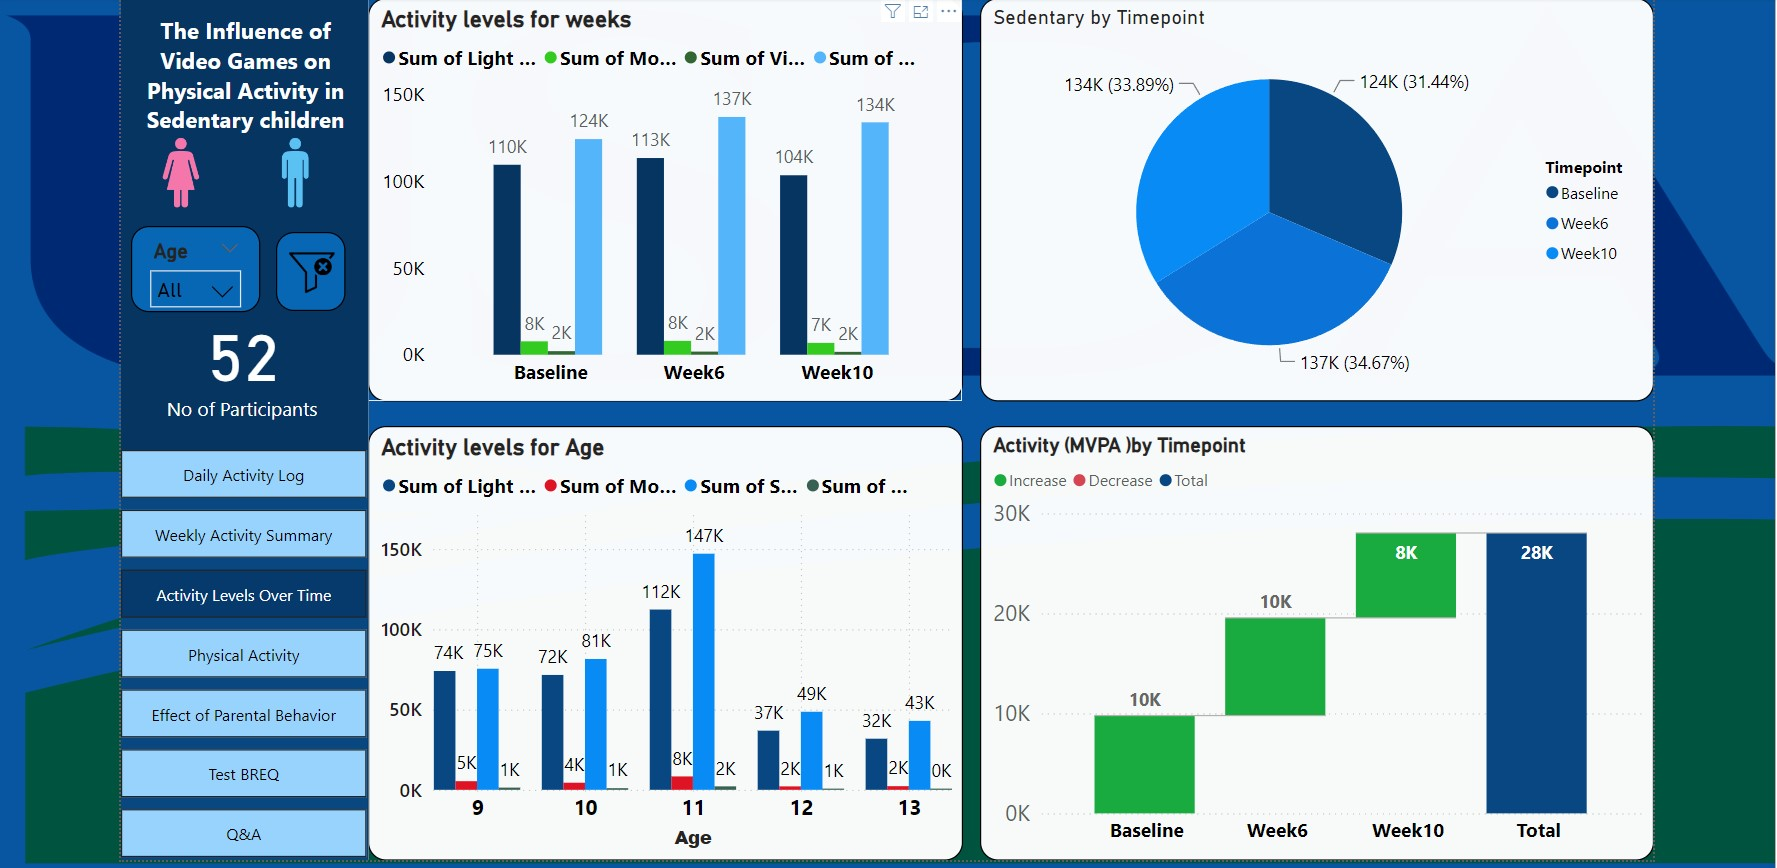 The Influence of
Video Games on
Physical Activity in
Sedentary children
Age
All
52
No of Participants
Daily Activity Log
Weekly Activity Summary
Activity Levels Over Time
Physical Activity
Effect of Parental Behavior
Test BREQ
Q&A
Activity levels for weeks
Sum of Light ... Sum of Mo... Sum of Vi... Sum of ...
150K
100K
50K
0K
110K 8K 2K 124K
113K 8K 2K 137K
104K 7K 2K 134K
Baseline Week6 Week10
Sedentary by Timepoint
134K (33.89%) 124K (31.44%)
137K (34.67%)
Timepoint
Baseline
Week6
Week10
Activity levels for Age
Sum of Light ... Sum of Mo... Sum of S... Sum of ...
150K
100K
50K
0K
74K 5K 75K 1K
72K 4K 81K 1K
112K 8K 147K 2K
37K 2K 49K 1K
32K 2K 43K 0K
9 10 11 12 13
Age
Activity (MVPA )by Timepoint
Increase Decrease Total
30K
20K
10K
0K
10K 10K 8K 28K
Baseline Week6 Week10 Total